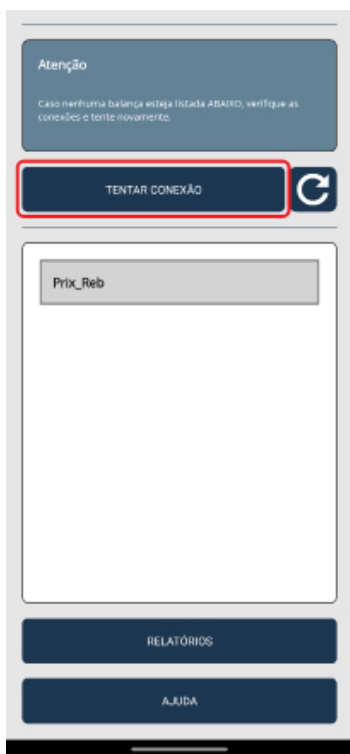 Atenção
Caso nenhuma balança esteja listada ABAIXO, verifique as
conexões e tente novamente.
TENTAR CONEXÃO
Prix_Reb
RELATÓRIOS
AJUDA